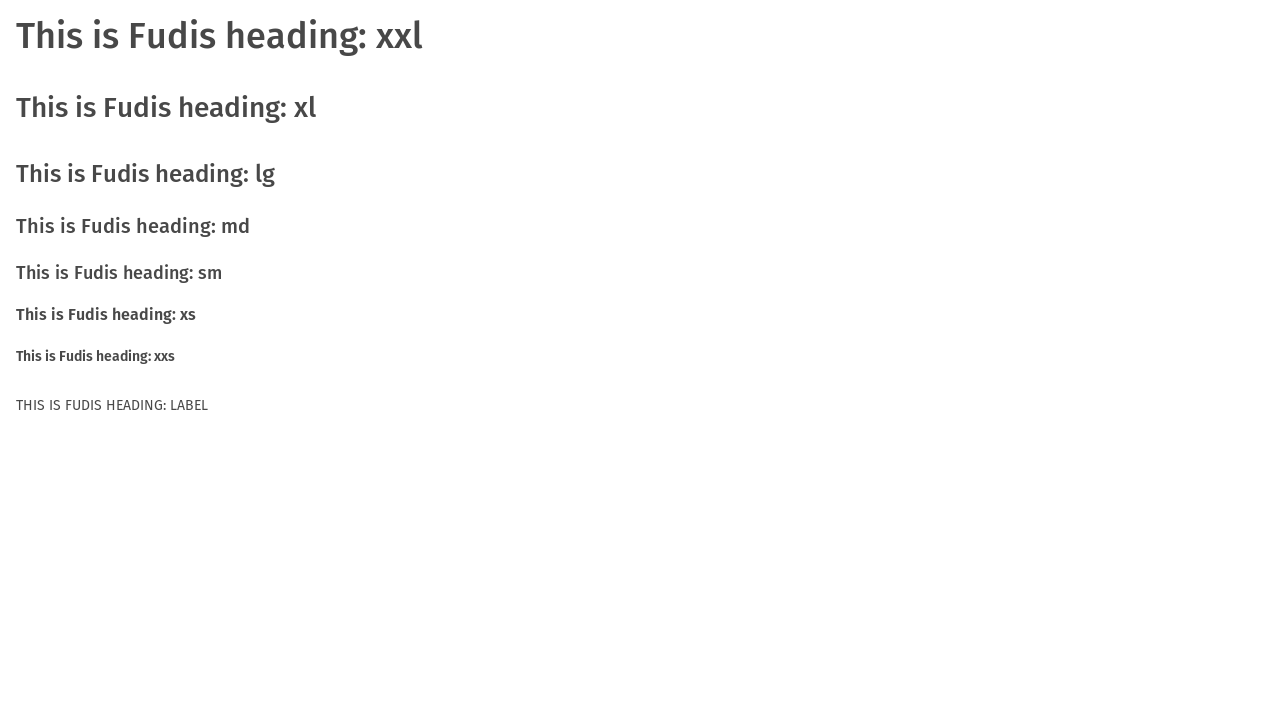 This is Fudis heading: xxl
This is Fudis heading: xl
This is Fudis heading: lg
This is Fudis heading: md
This is Fudis heading: sm
This is Fudis heading: xs
This is Fudis heading: xxs
THIS IS FUDIS HEADING: LABEL